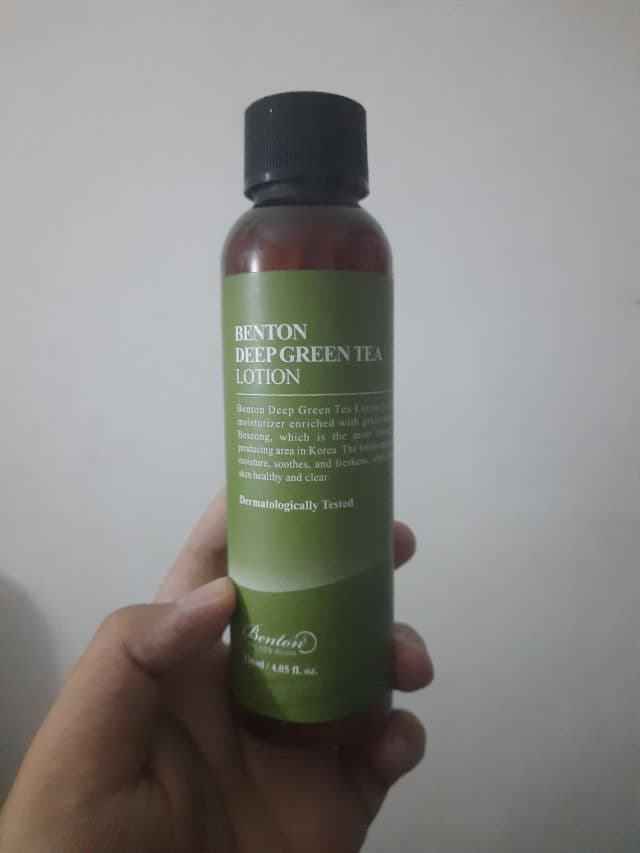 BENTON
DEEP GREEN TEA
LOTION
Benton Deep Green Tea Lotion
moisturizer enriched with green
Boseong, which is the most
producing area in Korea. The lotion
moisture, soothes, and freshens,
skin healthy and clear.
Dermatologically Tested
Benton
/ 4.05 fl. oz.